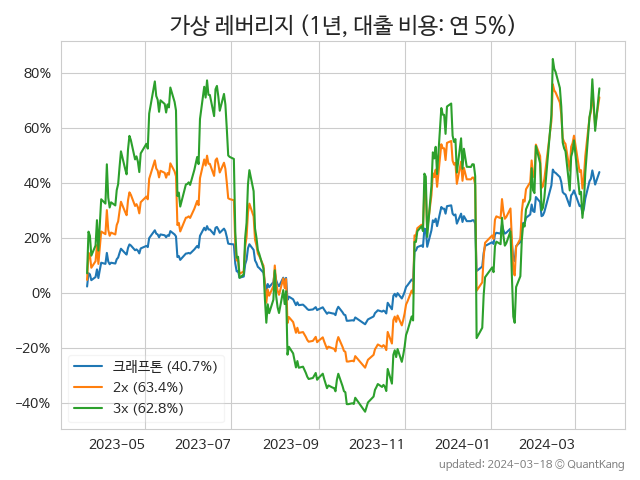 가상 레버리지 (1년, 대출 비용: 연 5%)
80%
60%
40%
20%
0%
−20%
−40%
크래프톤 (40.7%)
2x (63.4%)
3x (62.8%)
2023-05
2023-07
2023-09
2023-11
2024-01
2024-03
updated: 2024-03-18 © QuantKang